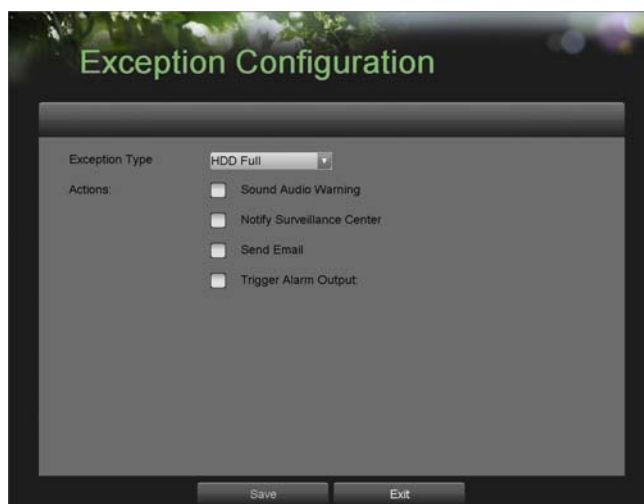 Exception Configuration
Exception Type HDD Full
Actions: Sound Audio Warning
Notify Surveillance Center
Send Email
Trigger Alarm Output:
Save Exit